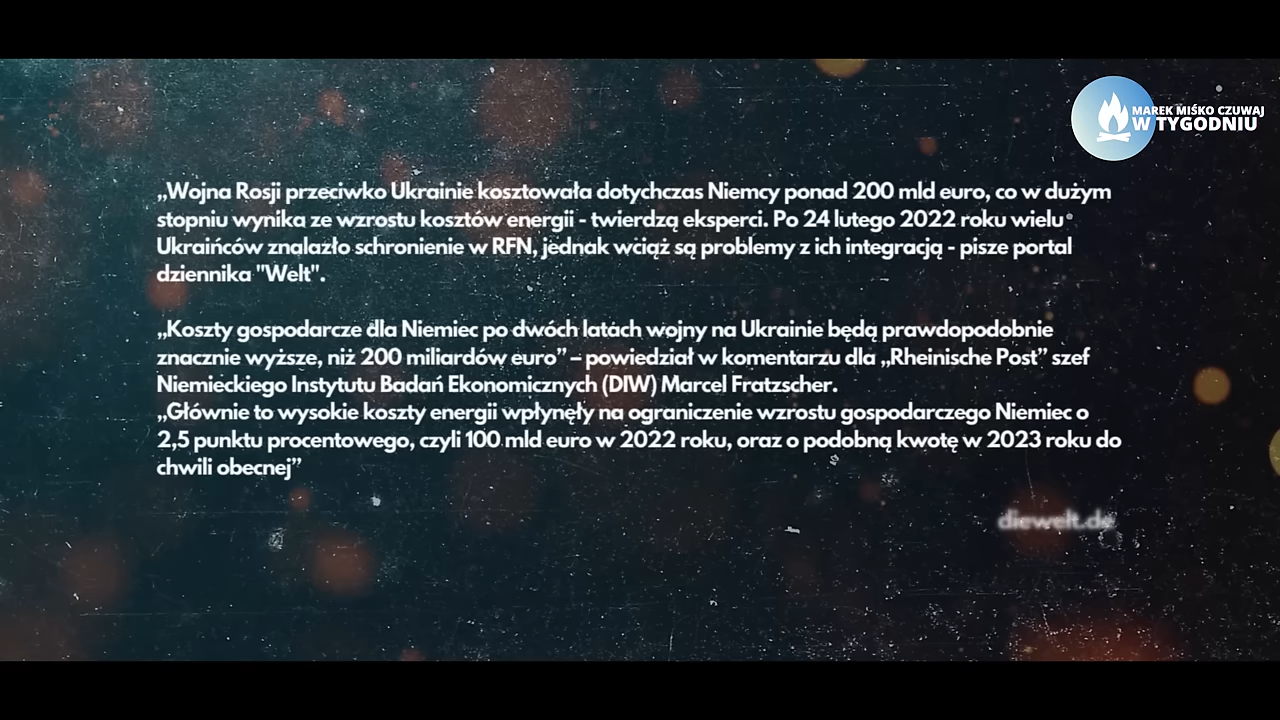 MAREK MIŚKO CZUWAJ
W TYGODNIU
„Wojna Rosji przeciwko Ukrainie kosztowała dotychczas Niemcy ponad 200 mld euro, co w dużym
stopniu wynika ze wzrostu kosztów energii - twierdzą eksperci. Po 24 lutego 2022 roku wielu
Ukraińców znalazło schronienie w RFN, jednak wciąż są problemy z ich integracją - pisze portal
dziennika "Welt".
„Koszty gospodarcze dla Niemiec po dwóch latach wojny na Ukrainie będą prawdopodobnie
znacznie wyższe, niż 200 miliardów euro” – powiedział w komentarzu dla „Rheinische Post” szef
Niemieckiego Instytutu Badań Ekonomicznych (DIW) Marcel Fratzscher.
„Głównie to wysokie koszty energii wpłynęły na ograniczenie wzrostu gospodarczego Niemiec o
2,5 punktu procentowego, czyli 100 mld euro w 2022 roku, oraz o podobną kwotę w 2023 roku do
chwili obecnej”
diewelt.de